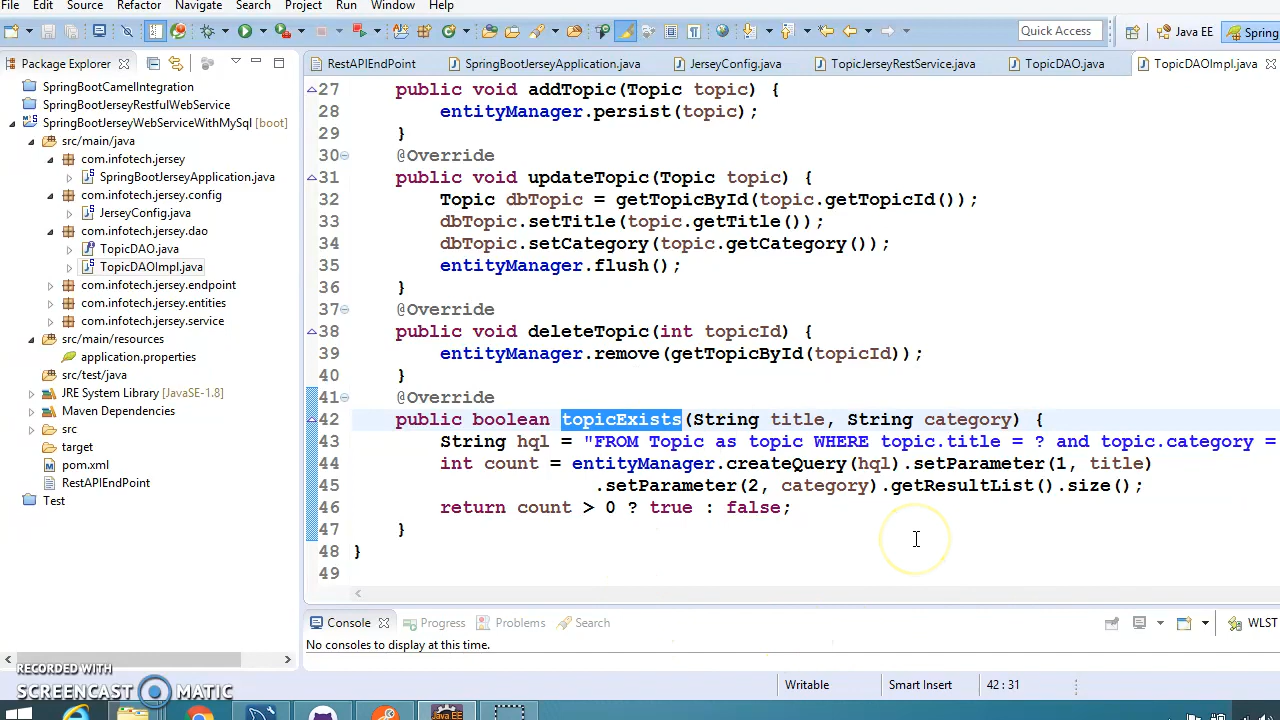 File Edit Source Refactor Navigate Search Project Run Window Help
Quick Access Java EE Spring
Package Explorer
RestAPIEndPoint SpringBootJerseyApplication.java JerseyConfig.java TopicJerseyRestService.java TopicDAO.java TopicDAOImpl.java
SpringBootCamelIntegration
SpringBootJerseyRestfulWebService
SpringBootJerseyWebServiceWithMySql [boot]
src/main/java
com.infotech.jersey
SpringBootJerseyApplication.java
com.infotech.jersey.config
JerseyConfig.java
com.infotech.jersey.dao
TopicDAO.java
TopicDAOImpl.java
com.infotech.jersey.endpoint
com.infotech.jersey.entities
com.infotech.jersey.service
src/main/resources
application.properties
src/test/java
JRE System Library [JavaSE-1.8]
Maven Dependencies
src
target
pom.xml
RestAPIEndPoint
Test
27 public void addTopic(Topic topic) {
28 entityManager.persist(topic);
29 }
30 @Override
31 public void updateTopic(Topic topic) {
32 Topic dbTopic = getTopicById(topic.getTopicId());
33 dbTopic.setTitle(topic.getTitle());
34 dbTopic.setCategory(topic.getCategory());
35 entityManager.flush();
36 }
37 @Override
38 public void deleteTopic(int topicId) {
39 entityManager.remove(getTopicById(topicId));
40 }
41 @Override
42 public boolean topicExists(String title, String category) {
43 String hql = "FROM Topic as topic WHERE topic.title = ? and topic.category =
44 int count = entityManager.createQuery(hql).setParameter(1, title)
45 .setParameter(2, category).getResultList().size();
46 return count > 0 ? true : false;
47 }
48 }
49
Console Progress Problems Search WLST
No consoles to display at this time.
Writable Smart Insert 42 : 31
RECORDED WITH
SCREENCAST MATIC
Java EE